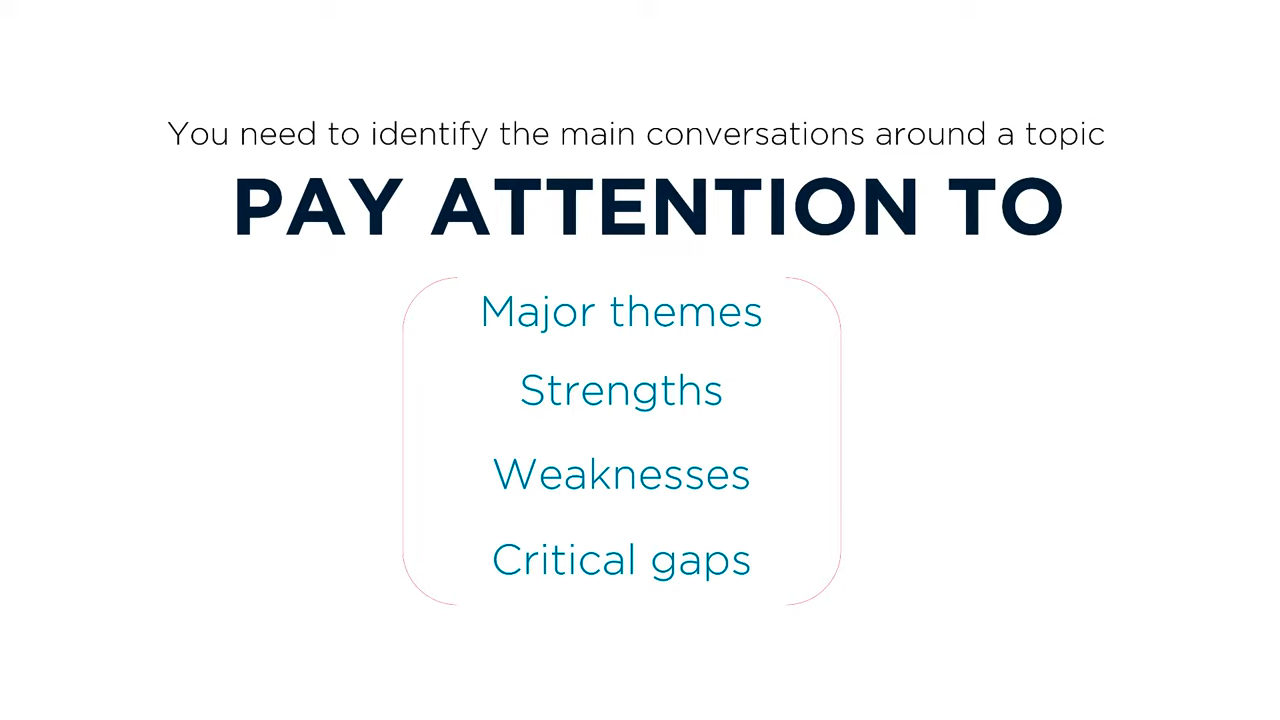 You need to identify the main conversations around a topic
PAY ATTENTION TO
Major themes
Strengths
Weaknesses
Critical gaps